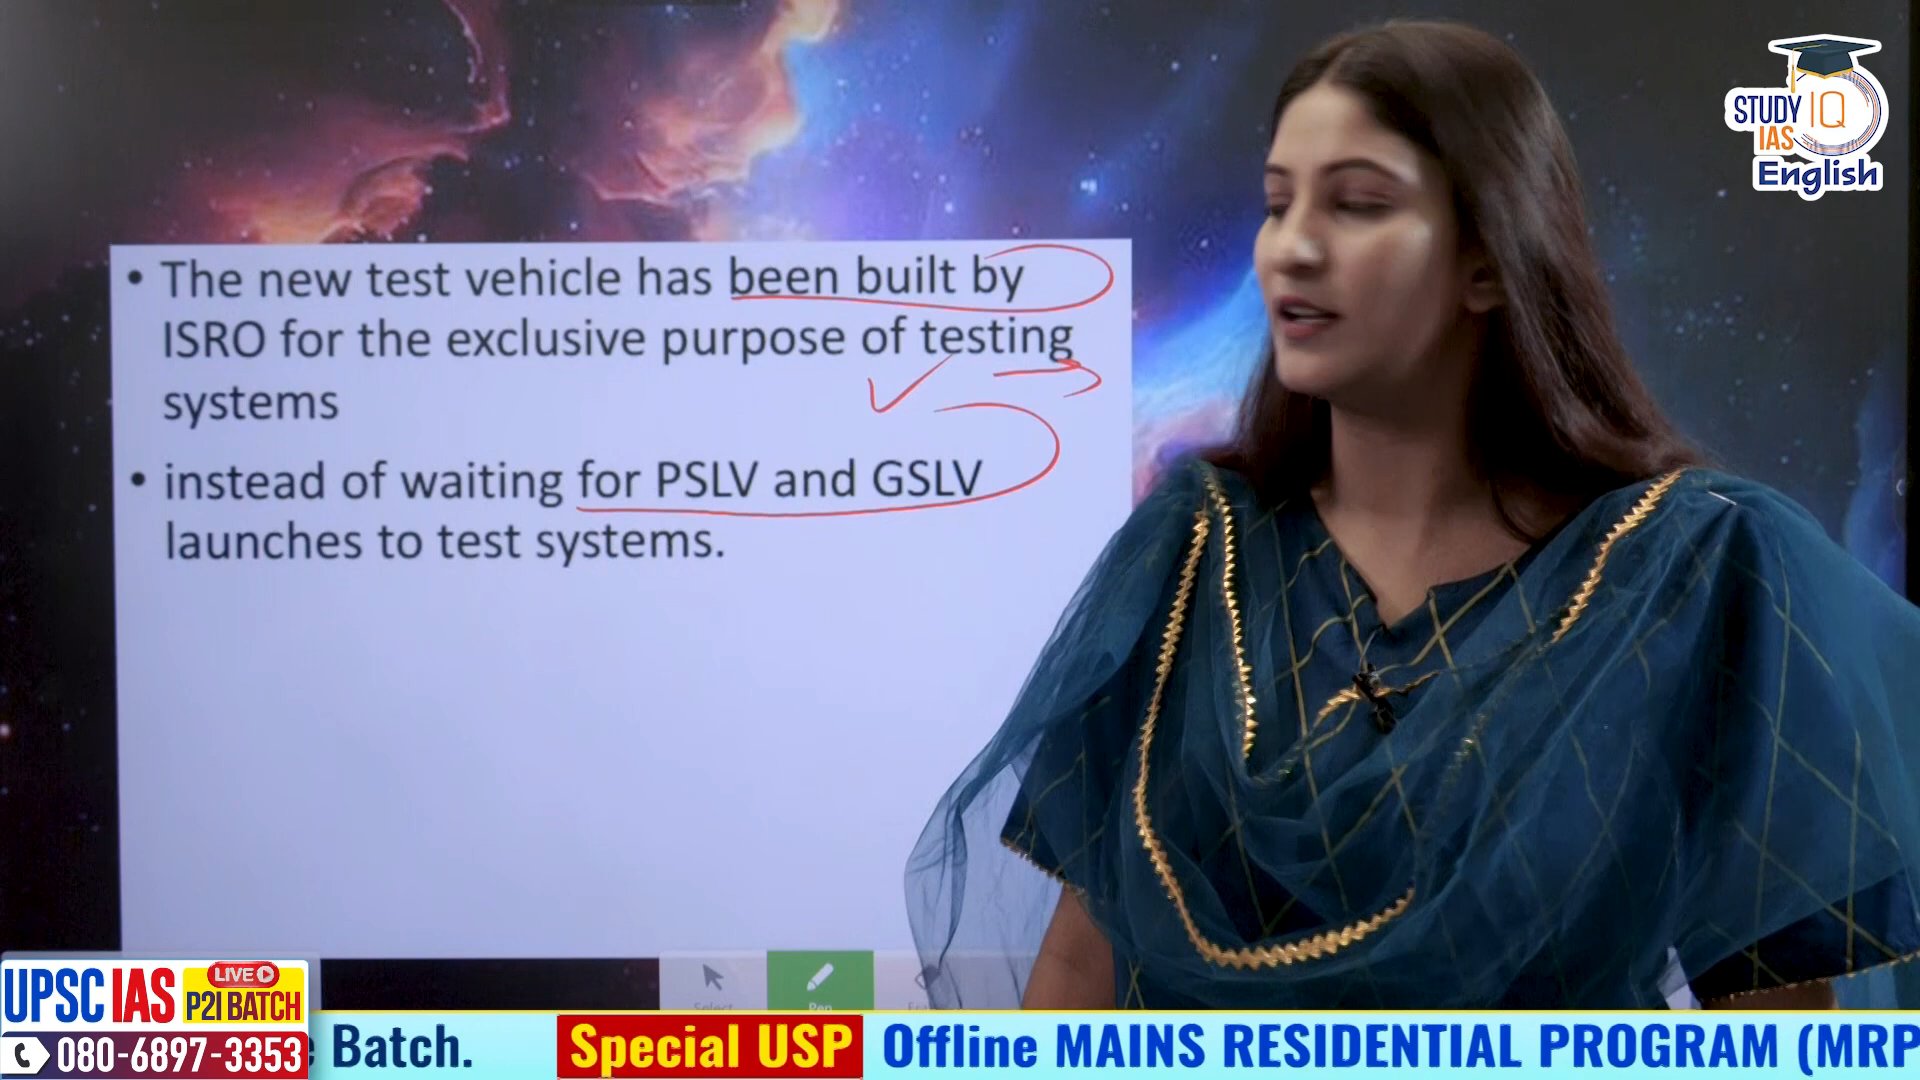 STUDY IQ
IAS
English
• The new test vehicle has been built by
ISRO for the exclusive purpose of testing
systems
• instead of waiting for PSLV and GSLV
launches to test systems.
Select
Pen
UPSC IAS
LIVE
P2I BATCH
080-6897-3353
Batch.
Special USP
Offline MAINS RESIDENTIAL PROGRAM (MRP